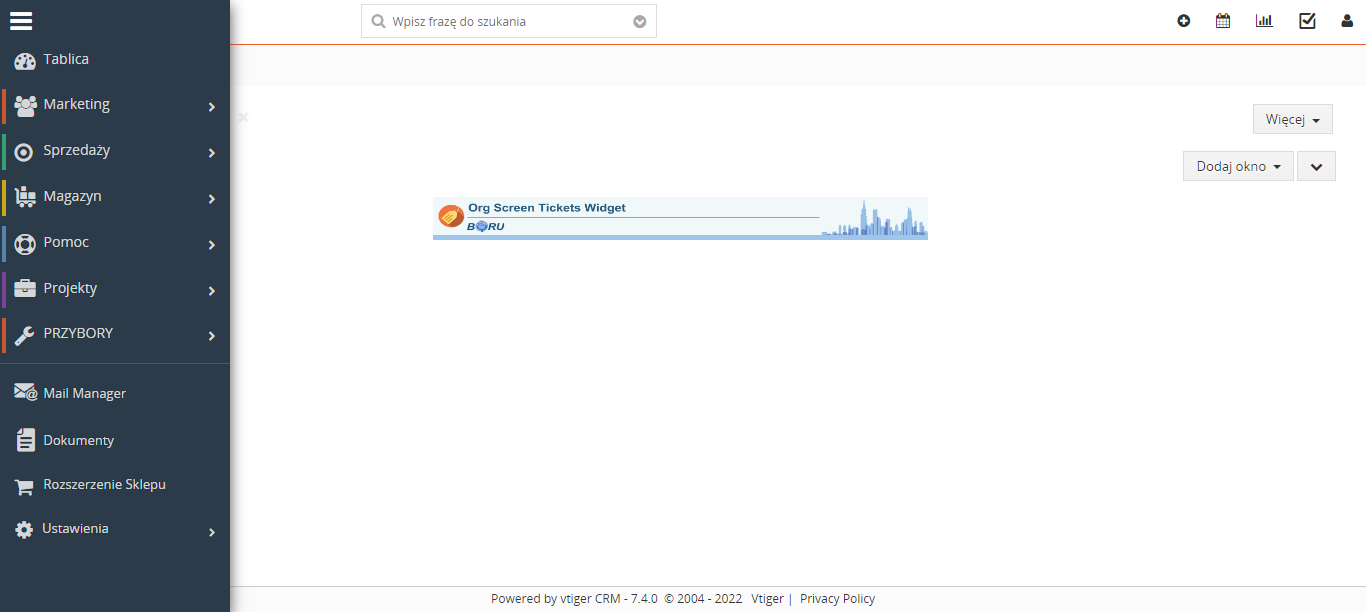 Wpisz frazę do szukania
Tablica
Marketing
Sprzedaży
Magazyn
Pomoc
Projekty
PRZYBORY
Mail Manager
Dokumenty
Rozszerzenie Sklepu
Ustawienia
Więcej
Dodaj okno
Org Screen Tickets Widget
BORU
Powered by vtiger CRM - 7.4.0 © 2004 - 2022 Vtiger | Privacy Policy